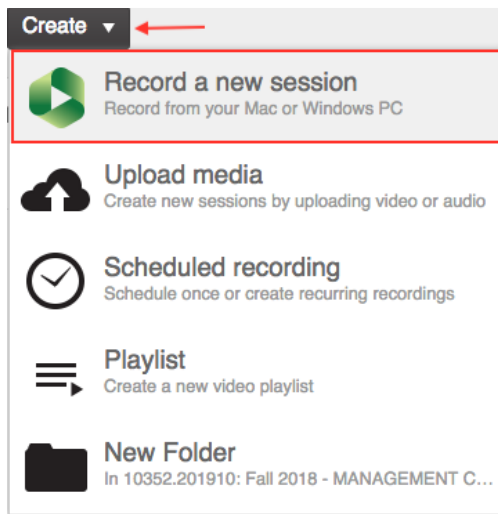 Create
Record a new session
Record from your Mac or Windows PC
Upload media
Create new sessions by uploading video or audio
Scheduled recording
Schedule once or create recurring recordings
Playlist
Create a new video playlist
New Folder
In 10352.201910: Fall 2018 - MANAGEMENT C...